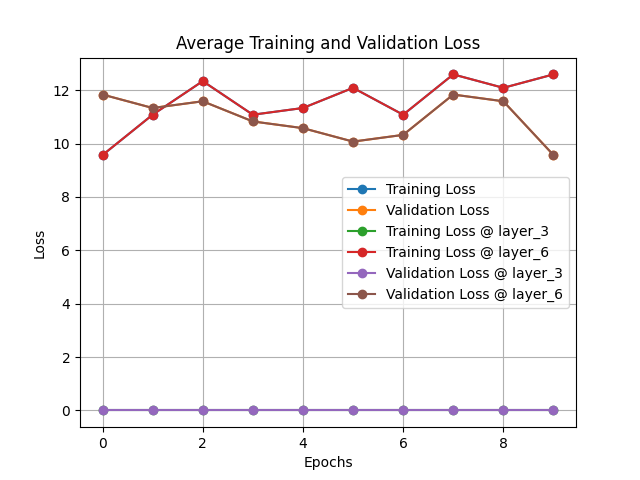 Average Training and Validation Loss
12
10
8
6
4
2
0
Loss
Training Loss
Validation Loss
Training Loss @ layer_3
Training Loss @ layer_6
Validation Loss @ layer_3
Validation Loss @ layer_6
0 2 4 6 8
Epochs